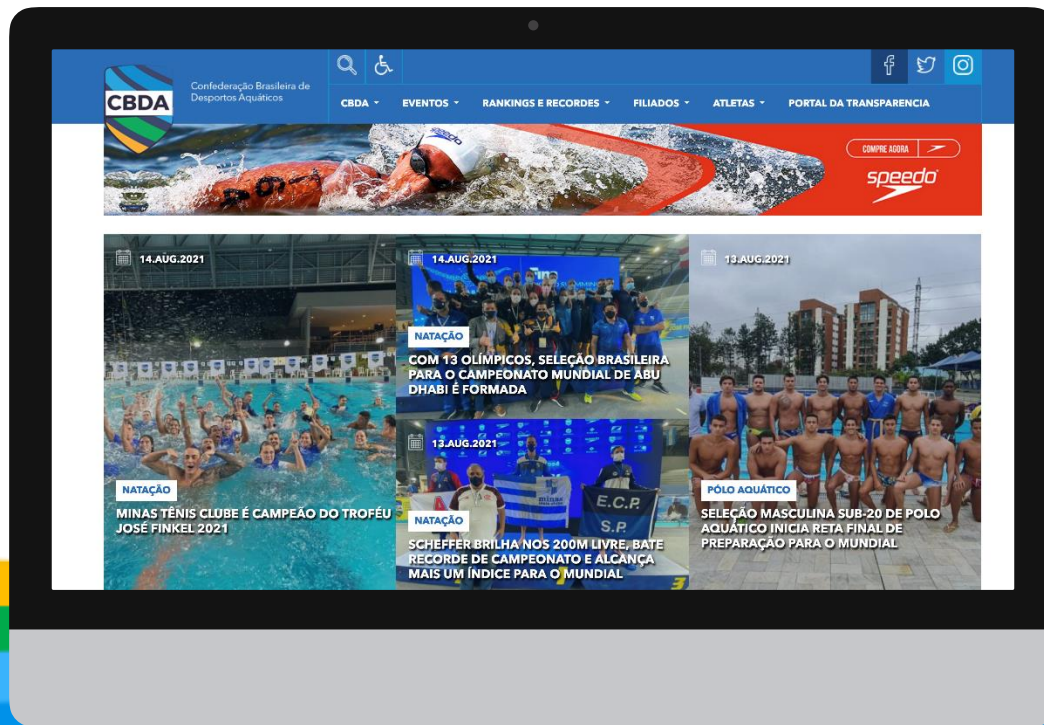 CBDA
Confederação Brasileira de
Desportos Aquáticos
CBDA
EVENTOS
RANKINGS E RECORDES
FILIADOS
ATLETAS
PORTAL DA TRANSPARENCIA
speedo
COMPRE AGORA
speedo
14.AUG.2021
NATAÇÃO
MINAS TÊNIS CLUBE É CAMPEÃO DO TROFÉU
JOSÉ FINKEL 2021
14.AUG.2021
NATAÇÃO
COM 13 OLÍMPICOS, SELEÇÃO BRASILEIRA
PARA O CAMPEONATO MUNDIAL DE ABU
DHABI É FORMADA
13.AUG.2021
E.C.P.
S.P.
NATAÇÃO
SCHEFFER BRILHA NOS 200M LIVRE, BATE
RECORDE DE CAMPEONATO E ALCANÇA
MAIS UM ÍNDICE PARA O MUNDIAL
3
13.AUG.2021
PÓLO AQUÁTICO
SELEÇÃO MASCULINA SUB-20 DE POLO
AQUÁTICO INICIA RETA FINAL DE
PREPARAÇÃO PARA O MUNDIAL